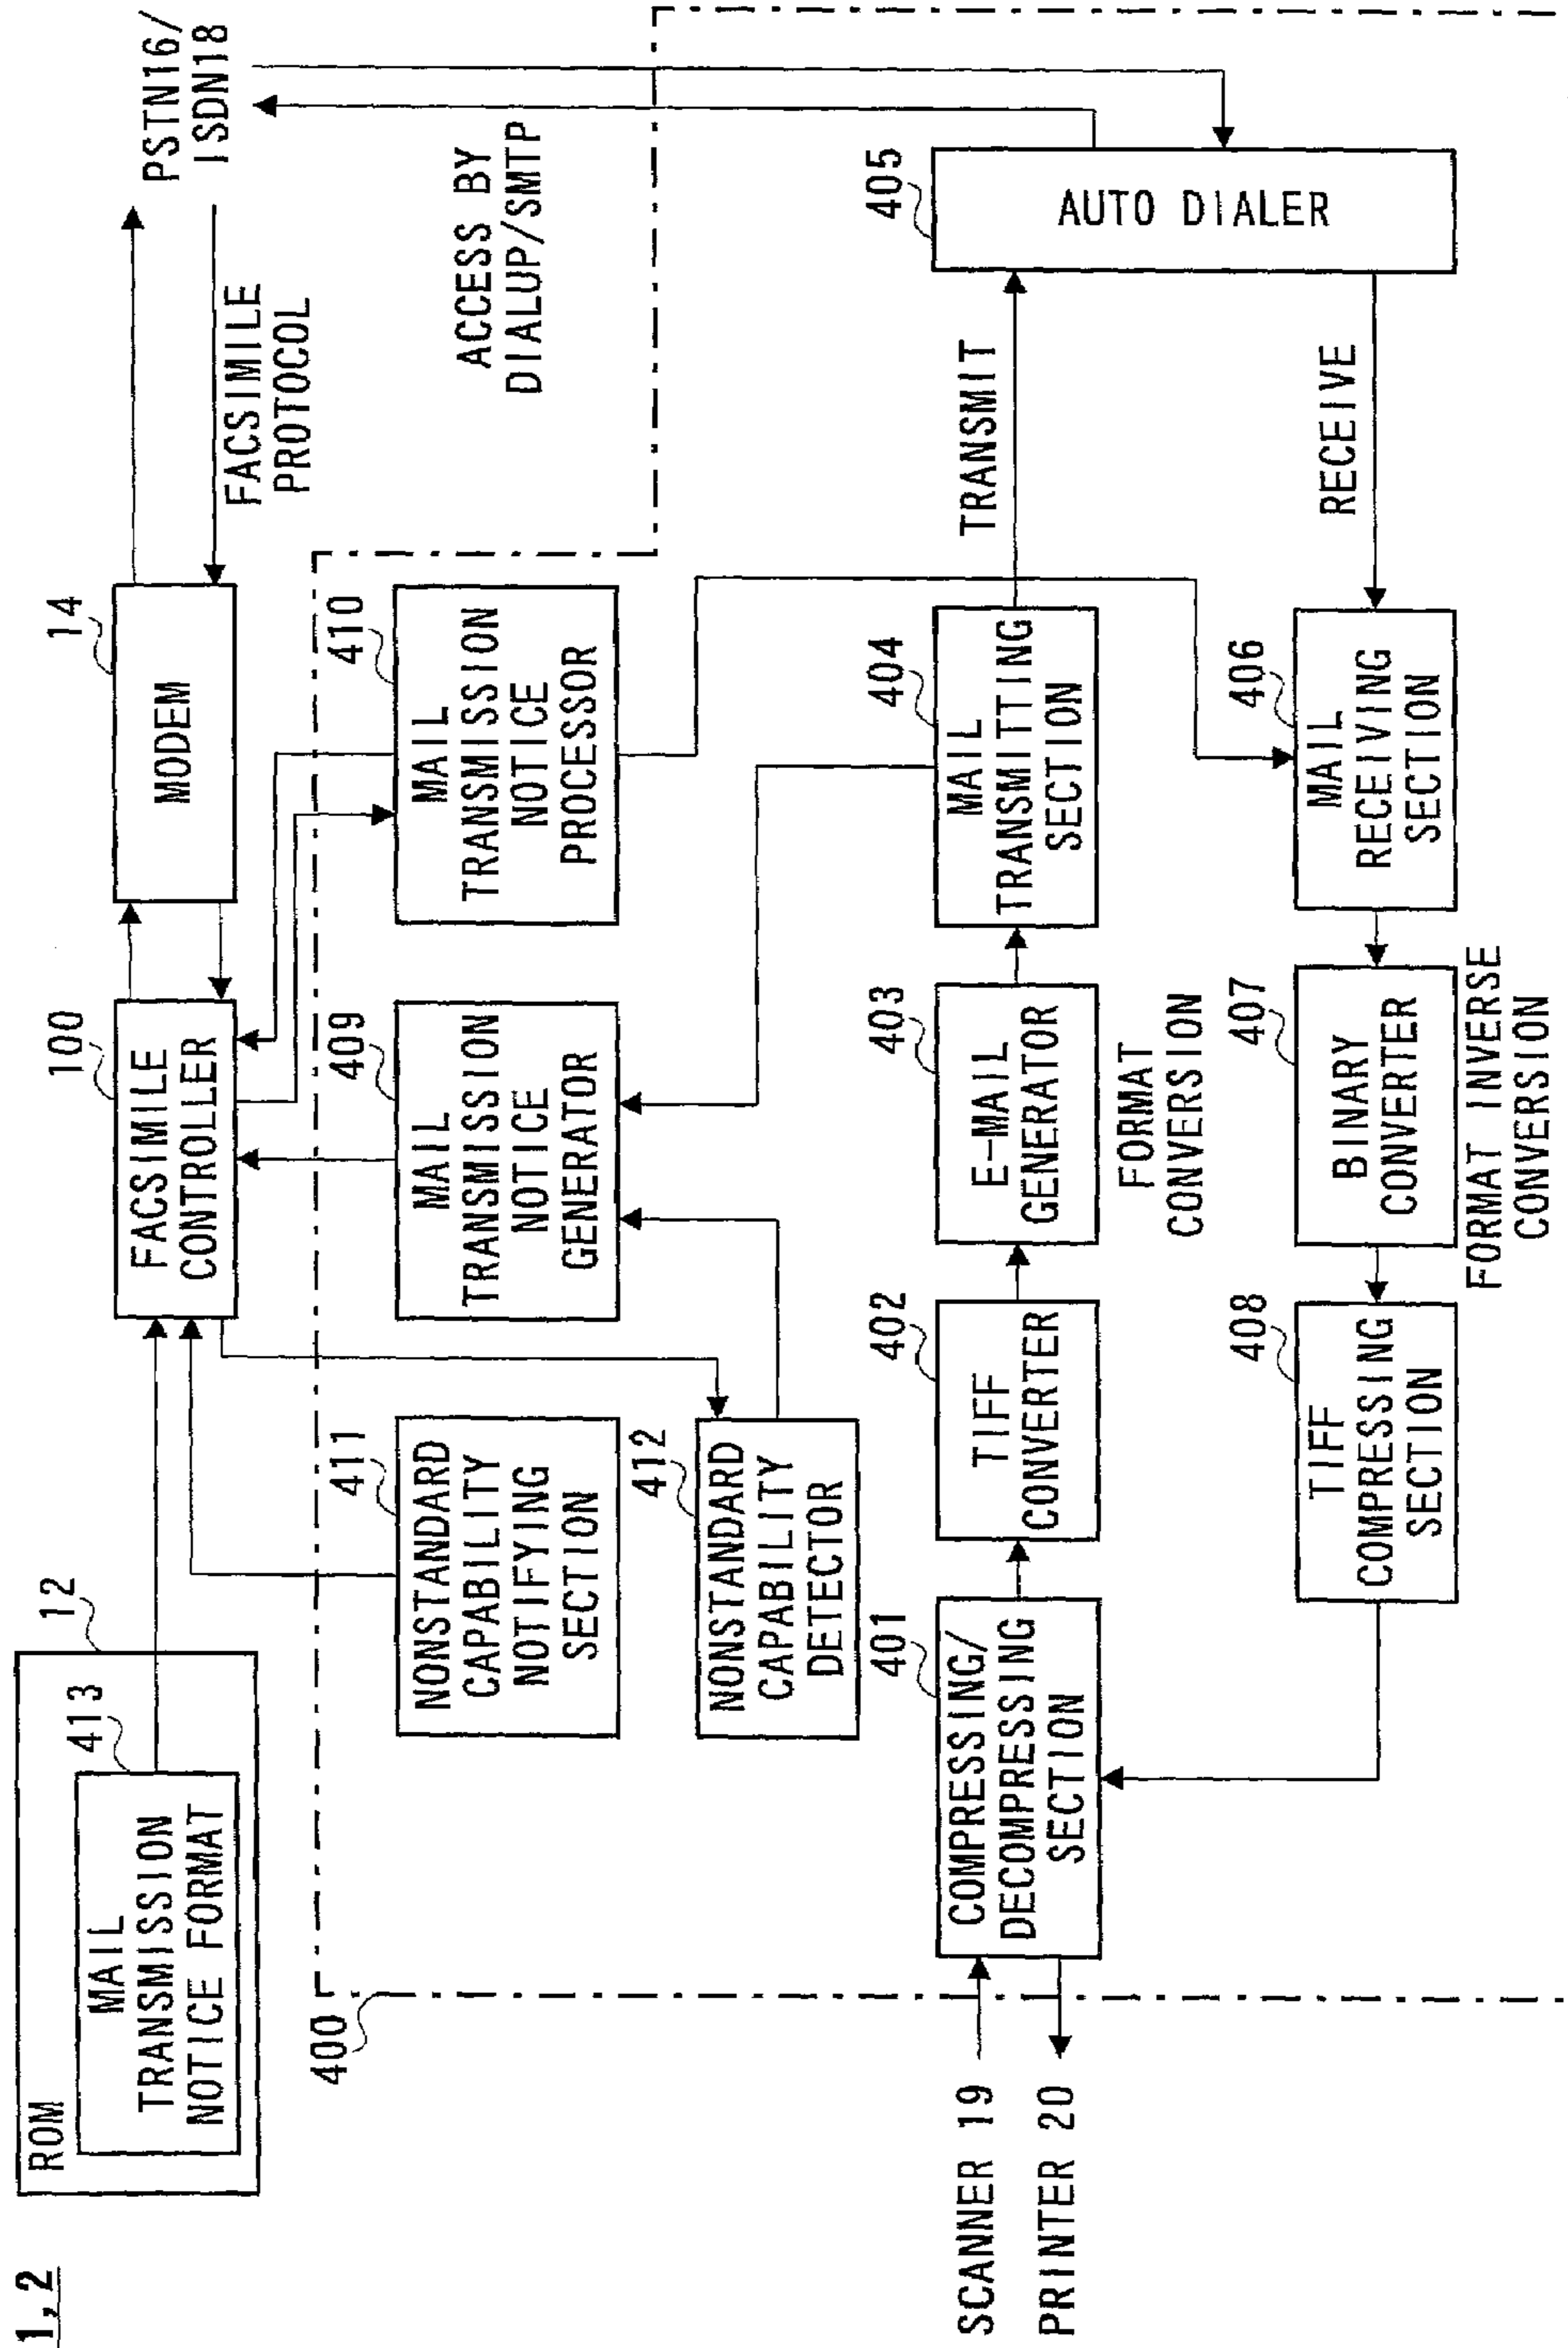 1,2
ROM
12
413
MAIL
TRANSMISSION
NOTICE FORMAT
100
FACSIMILE
CONTROLLER
14
MODEM
PSTN16/
ISDN18
FACSIMILE
PROTOCOL
ACCESS BY
DIALUP/SMTP
400
411
NONSTANDARD
CAPABILITY
NOTIFYING
SECTION
409
MAIL
TRANSMISSION
NOTICE
GENERATOR
410
MAIL
TRANSMISSION
NOTICE
PROCESSOR
412
NONSTANDARD
CAPABILITY
DETECTOR
SCANNER 19
PRINTER 20
401
COMPRESSING/
DECOMPRESSING
SECTION
402
TIFF
CONVERTER
403
E-MAIL
GENERATOR
FORMAT
CONVERSION
404
MAIL
TRANSMITTING
SECTION
TRANSMIT
405
AUTO DIALER
RECEIVE
408
TIFF
COMPRESSING
SECTION
407
BINARY
CONVERTER
FORMAT INVERSE
CONVERSION
406
MAIL
RECEIVING
SECTION